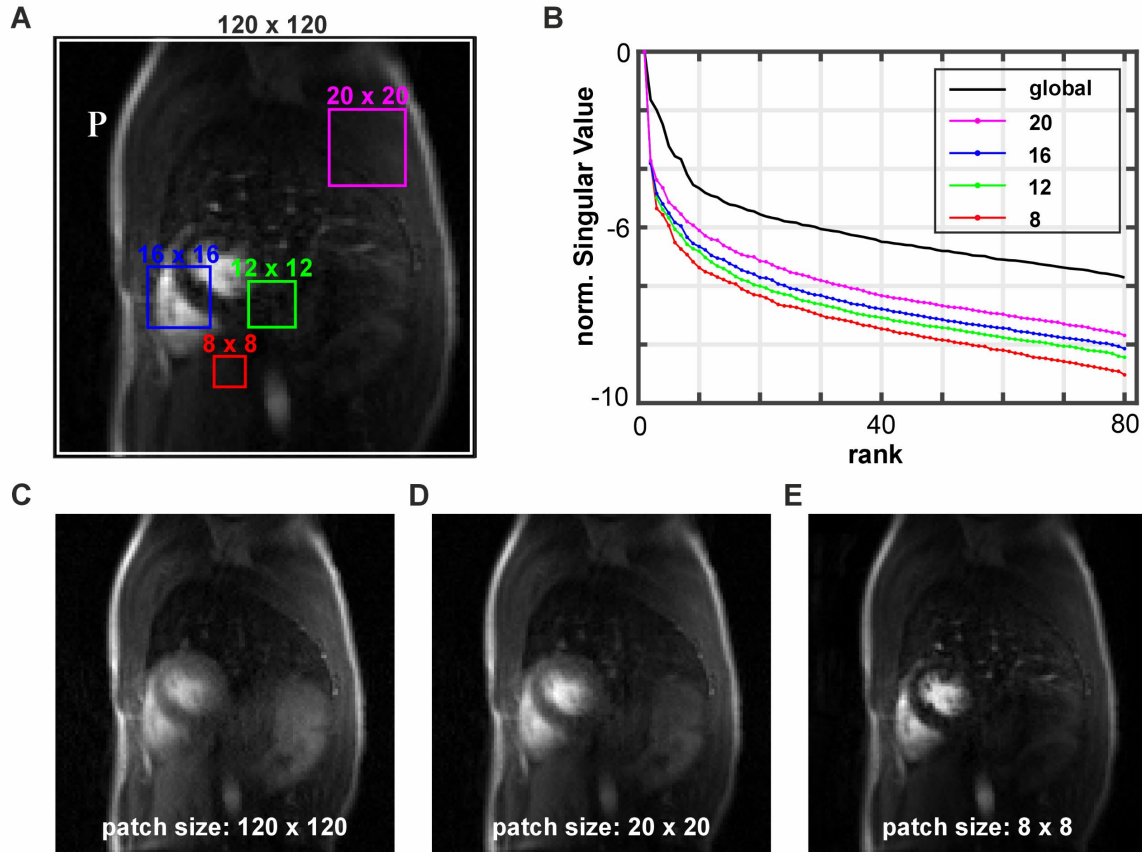 A
120 x 120
P
20 x 20
16 x 16
12 x 12
8 x 8
B
norm. Singular Value
0
-6
-10
0
40
80
rank
global
20
16
12
8
C
patch size: 120 x 120
D
patch size: 20 x 20
E
patch size: 8 x 8